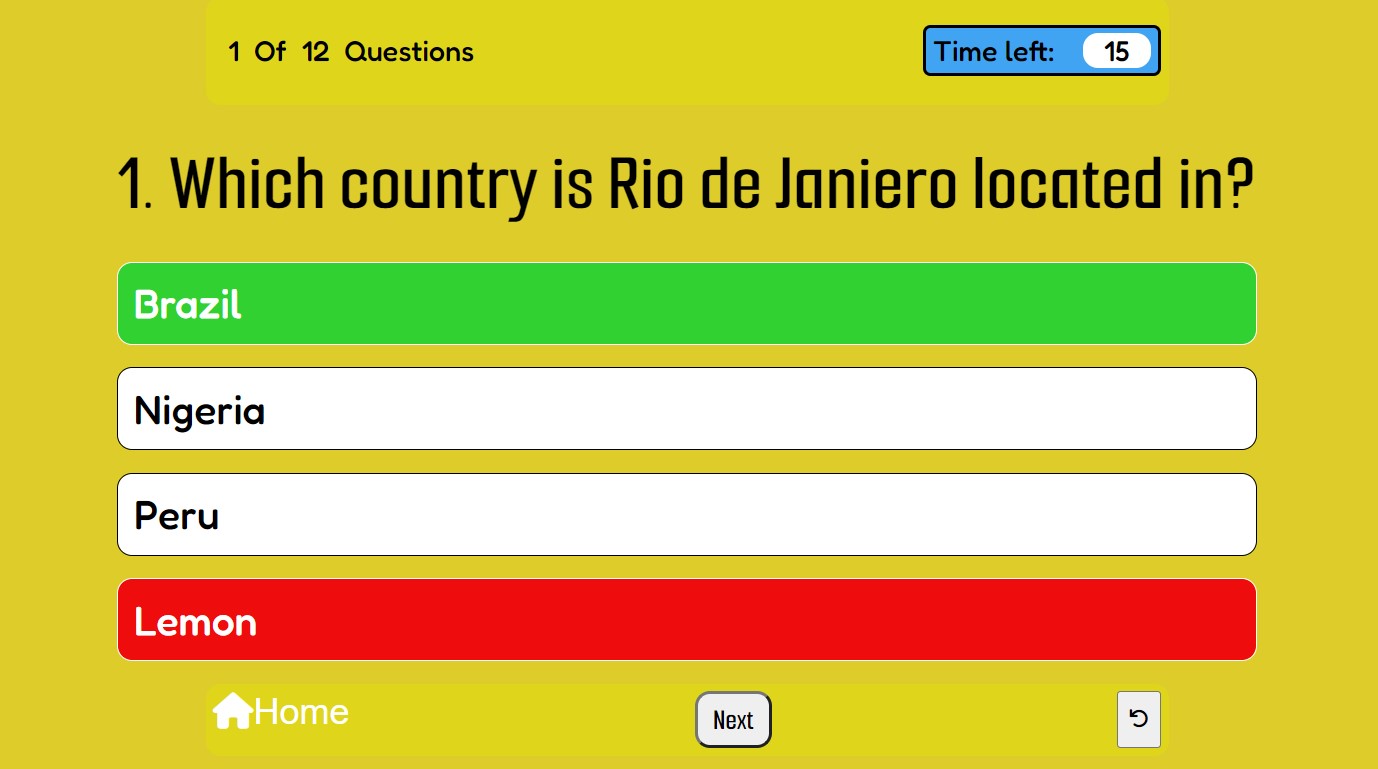 1 Of 12 Questions
Time left: 15
1. Which country is Rio de Janiero located in?
Brazil
Nigeria
Peru
Lemon
Home
Next